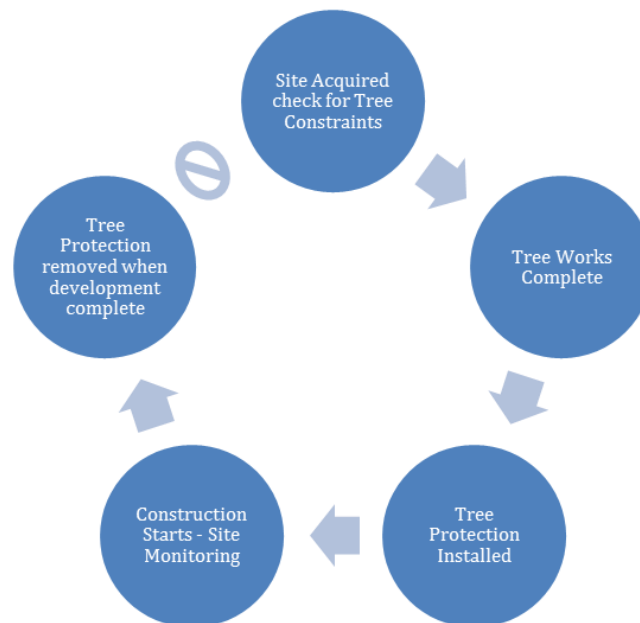 Site Acquired
check for Tree
Constraints
Tree Works
Complete
Tree
Protection
Installed
Construction
Starts - Site
Monitoring
Tree
Protection
removed when
development
complete